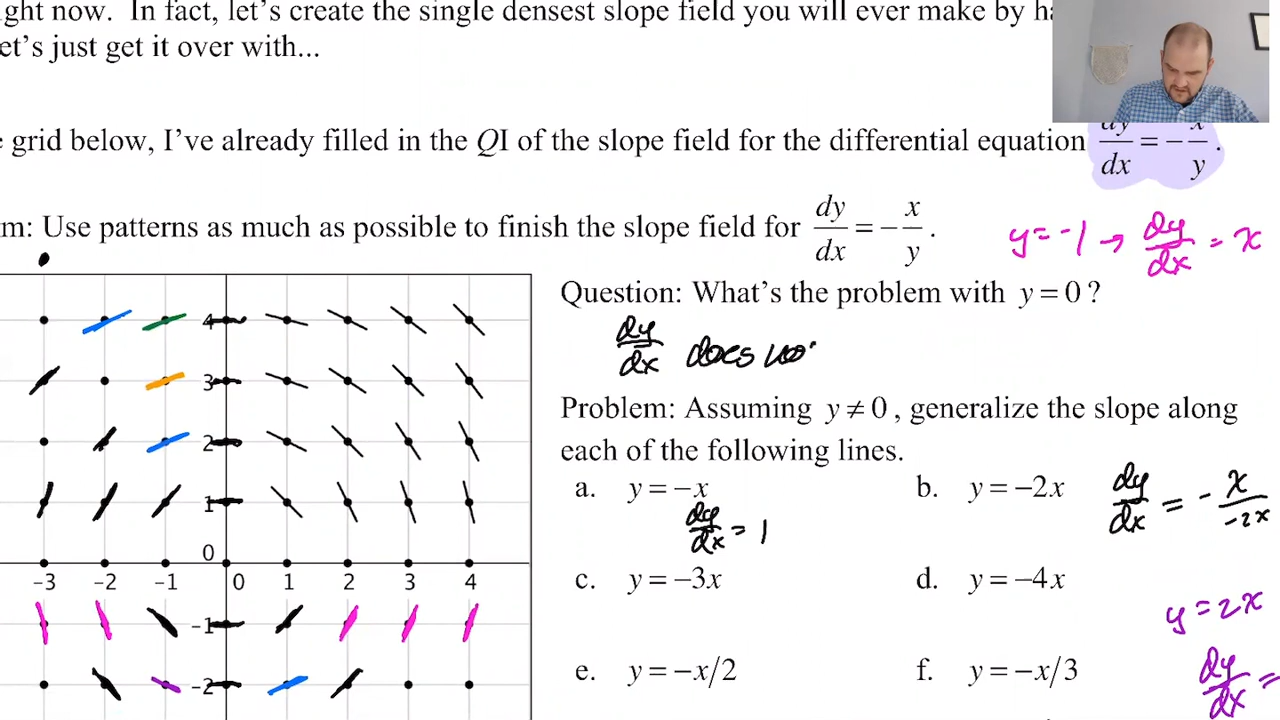 ght now. In fact, let's create the single densest slope field you will ever make by
et's just get it over with...
grid below, I've already filled in the QI of the slope field for the differential equation dy/dx = -x/y.
m: Use patterns as much as possible to finish the slope field for dy/dx = -x/y.
y=-1 → dy/dx = x
Question: What's the problem with y = 0?
dy/dx does
Problem: Assuming y ≠ 0, generalize the slope along
each of the following lines.
a. y = -x
dy/dx = 1
b. y = -2x
dy/dx = -x/-2x
c. y = -3x
d. y = -4x
y=2x
e. y = -x/2
f. y = -x/3
dy/dx =
4
3
2
1
0
-3 -2 -1 0 1 2 3 4
-1
-2